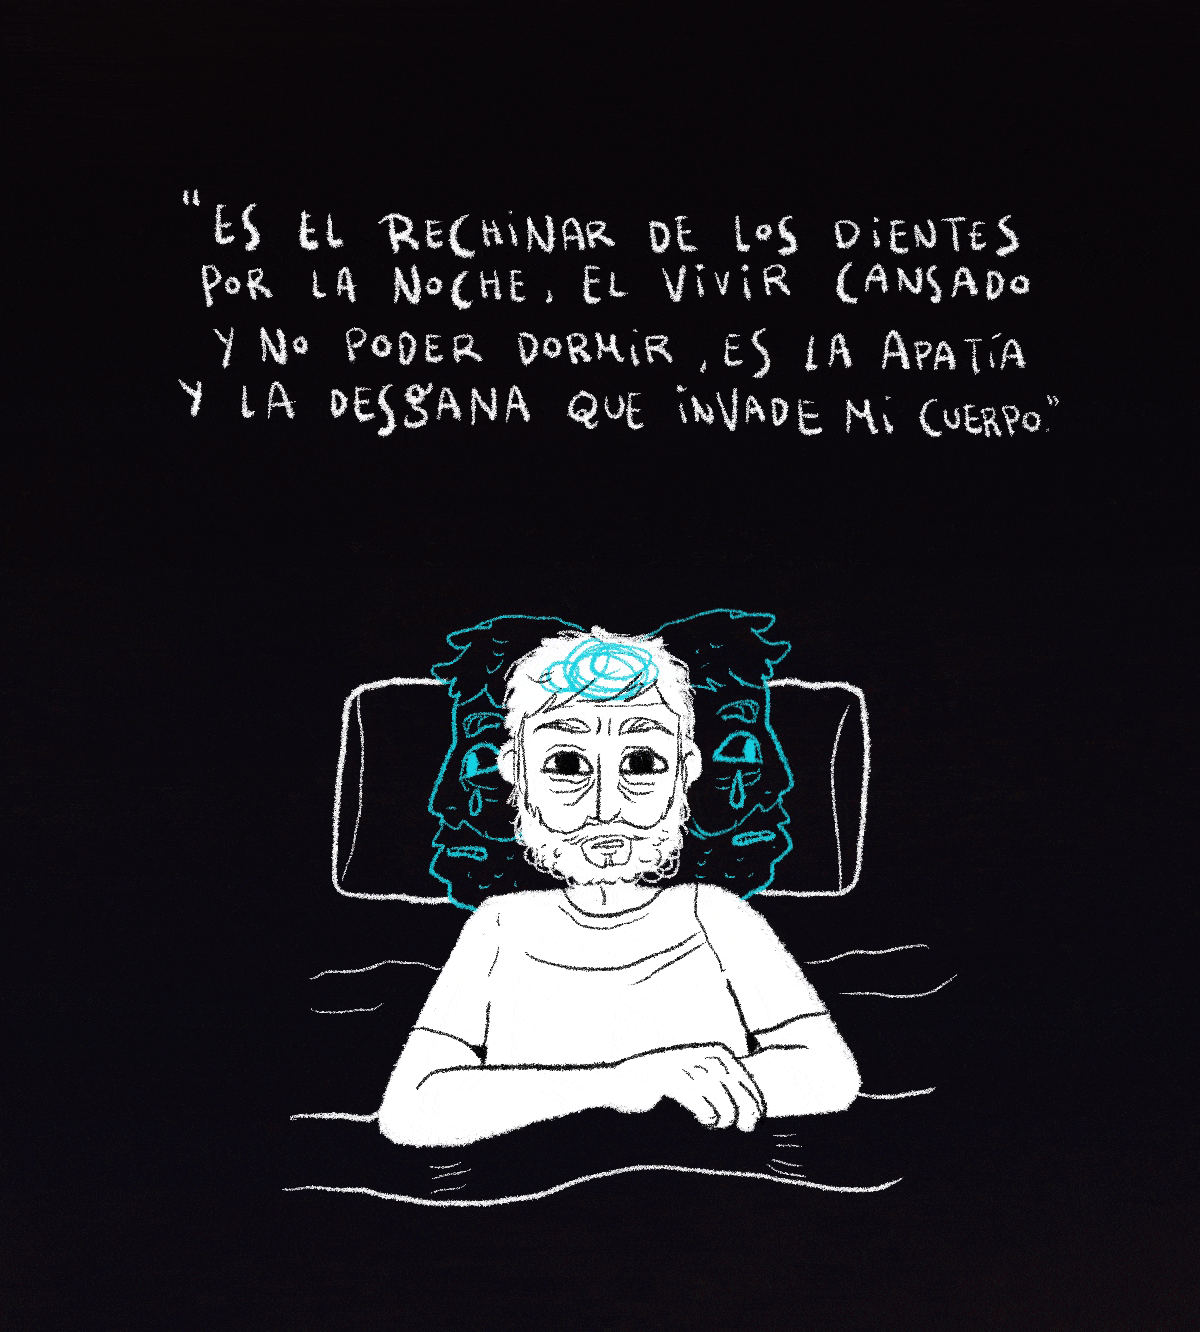 “ES EL RECHiNAR DE LOS DiENTES
POR LA NOCHE, EL ViViR CANSADO
Y NO PODER DORMiR, ES LA APATÍA
Y LA DESGANA QUE iNVADE Mi CUERPO.”